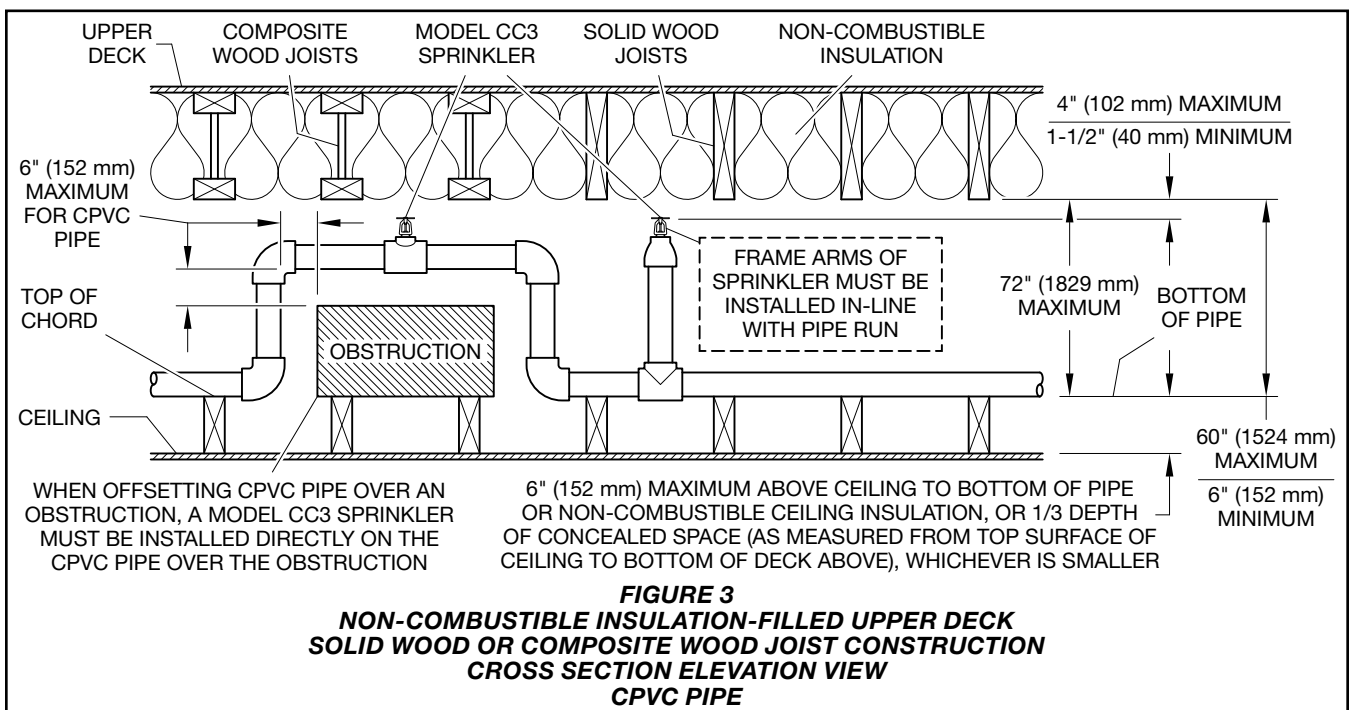 UPPER
DECK
COMPOSITE
WOOD JOISTS
MODEL CC3
SPRINKLER
SOLID WOOD
JOISTS
NON-COMBUSTIBLE
INSULATION
4" (102 mm) MAXIMUM
1-1/2" (40 mm) MINIMUM
6" (152 mm)
MAXIMUM
FOR CPVC
PIPE
FRAME ARMS OF
SPRINKLER MUST BE
INSTALLED IN-LINE
WITH PIPE RUN
72" (1829 mm)
MAXIMUM
BOTTOM
OF PIPE
TOP OF
CHORD
OBSTRUCTION
CEILING
60" (1524 mm)
MAXIMUM
6" (152 mm)
MINIMUM
WHEN OFFSETTING CPVC PIPE OVER AN
OBSTRUCTION, A MODEL CC3 SPRINKLER
MUST BE INSTALLED DIRECTLY ON THE
CPVC PIPE OVER THE OBSTRUCTION
6" (152 mm) MAXIMUM ABOVE CEILING TO BOTTOM OF PIPE
OR NON-COMBUSTIBLE CEILING INSULATION, OR 1/3 DEPTH
OF CONCEALED SPACE (AS MEASURED FROM TOP SURFACE OF
CEILING TO BOTTOM OF DECK ABOVE), WHICHEVER IS SMALLER
FIGURE 3
NON-COMBUSTIBLE INSULATION-FILLED UPPER DECK
SOLID WOOD OR COMPOSITE WOOD JOIST CONSTRUCTION
CROSS SECTION ELEVATION VIEW
CPVC PIPE